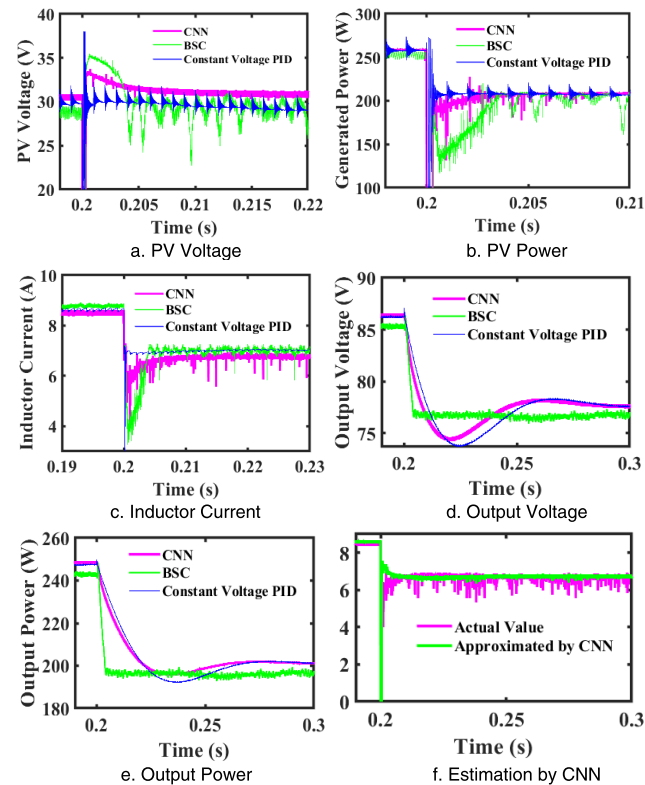 PV Voltage (V)
40
35
30
25
20
CNN
BSC
Constant Voltage PID
0.2 0.205 0.21 0.215 0.22
Time (s)
a. PV Voltage
Generated Power (W)
300
250
200
150
100
CNN
BSC
Constant Voltage PID
0.2 0.205 0.21
Time (s)
b. PV Power
Inductor Current (A)
10
8
6
4
CNN
BSC
Constant Voltage PID
0.19 0.2 0.21 0.22 0.23
Time (s)
c. Inductor Current
Output Voltage (V)
90
85
80
75
CNN
BSC
Constant Voltage PID
0.2 0.25 0.3
Time (s)
d. Output Voltage
Output Power (W)
260
240
220
200
180
CNN
BSC
Constant Voltage PID
0.2 0.25 0.3
Time (s)
e. Output Power
8
6
4
2
0
Actual Value
Approximated by CNN
0.2 0.25 0.3
Time (s)
f. Estimation by CNN